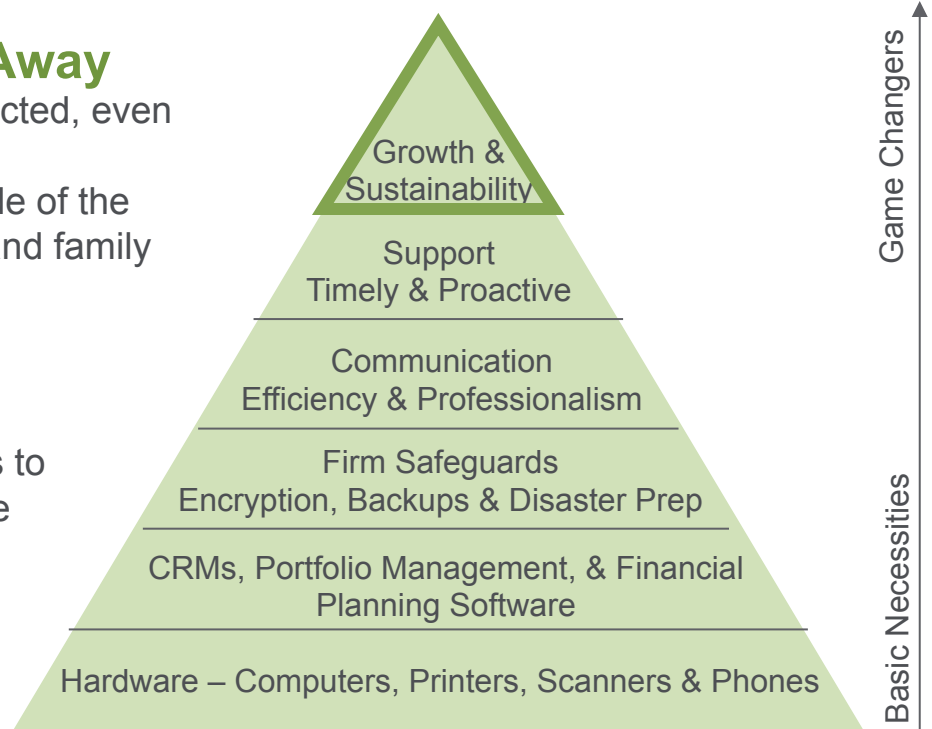 Away
cted, even
le of the
nd family
s to
e
Growth &
Sustainability
Support
Timely & Proactive
Communication
Efficiency & Professionalism
Firm Safeguards
Encryption, Backups & Disaster Prep
CRMs, Portfolio Management, & Financial
Planning Software
Hardware – Computers, Printers, Scanners & Phones
Game Changers
Basic Necessities